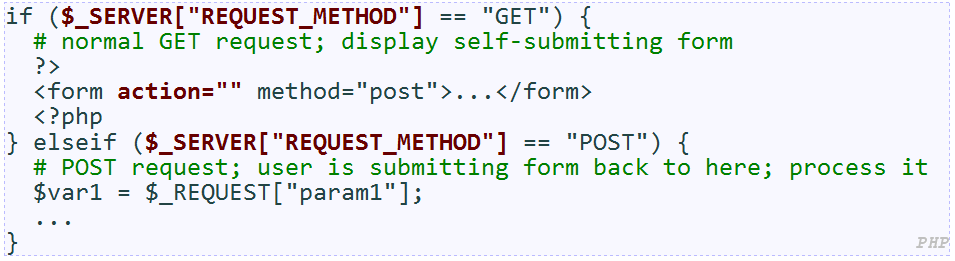 if ($_SERVER["REQUEST_METHOD"] == "GET") {
  # normal GET request; display self-submitting form
  ?>
  <form action="" method="post">...</form>
  <?php
} elseif ($_SERVER["REQUEST_METHOD"] == "POST") {
  # POST request; user is submitting form back to here; process it
  $var1 = $_REQUEST["param1"];
  ...
}
PHP